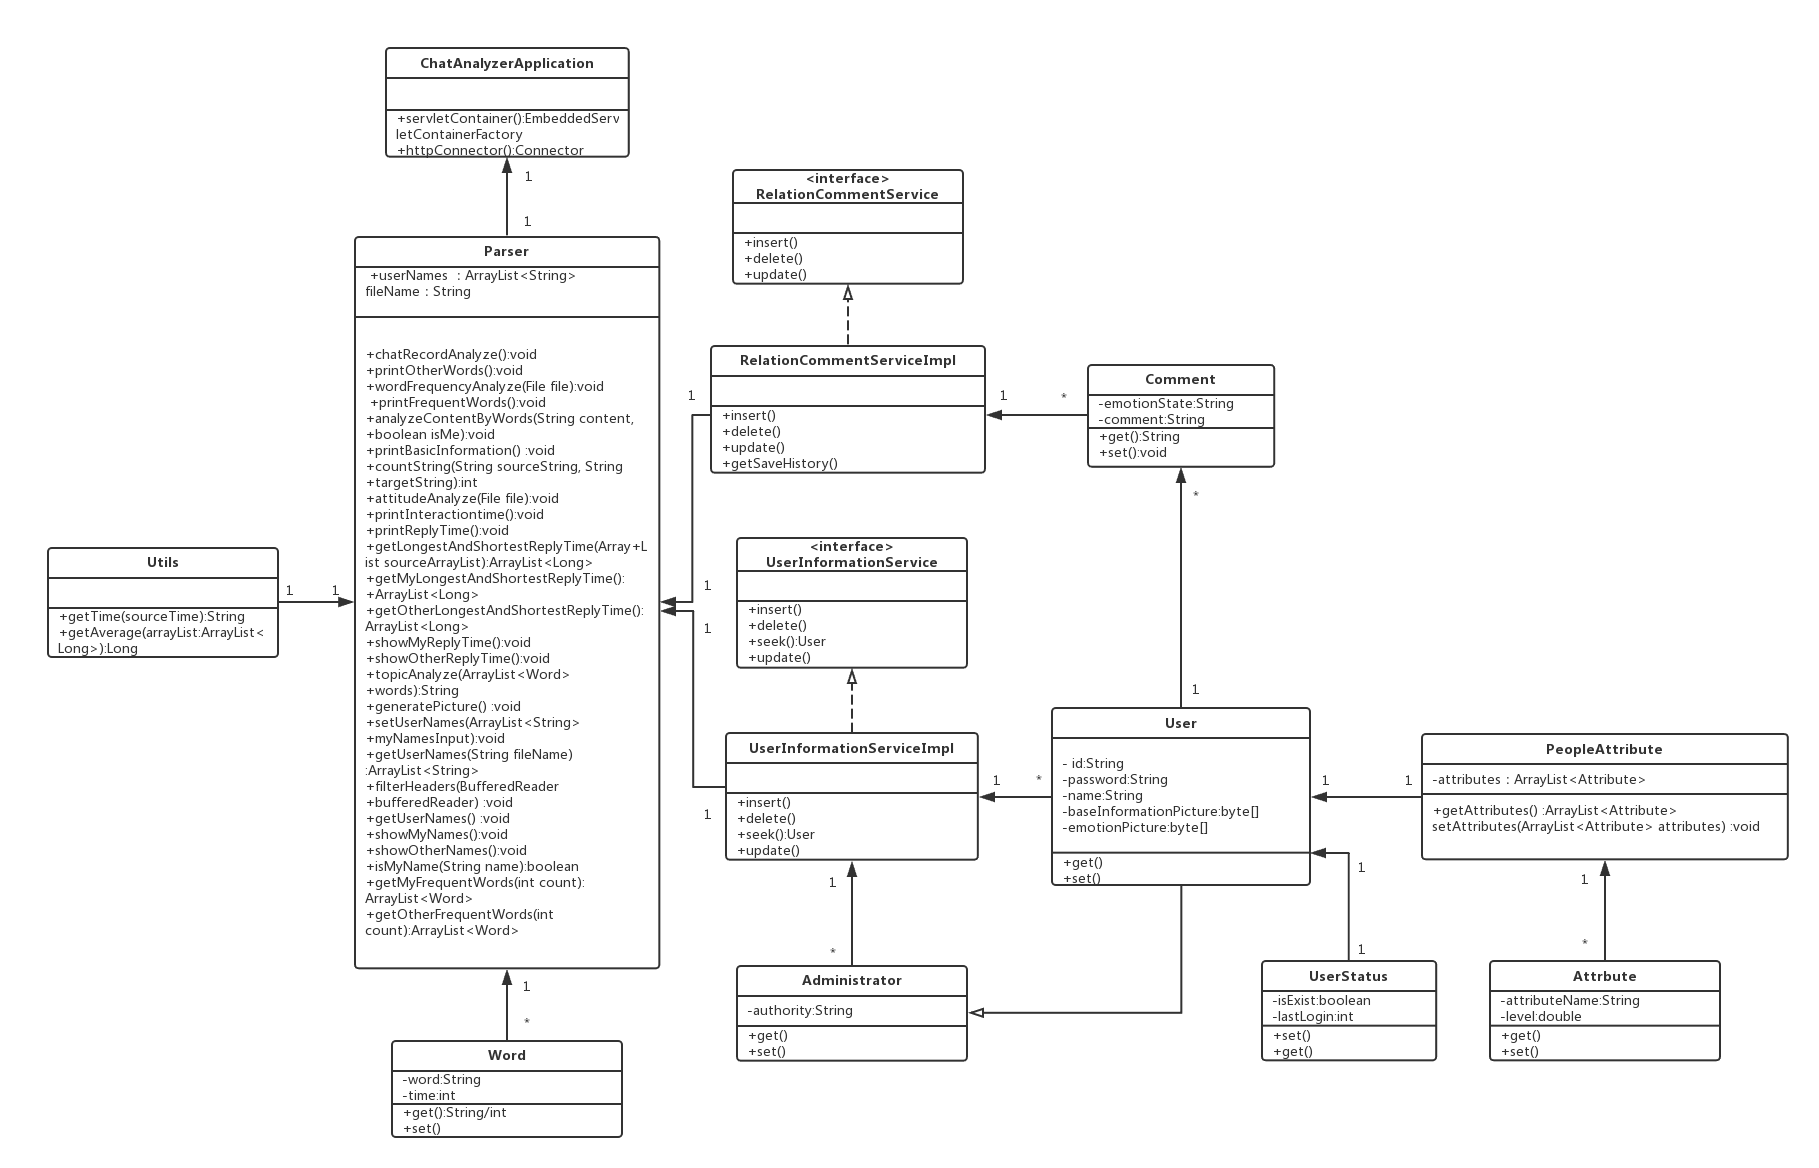 ChatAnalyzerApplication
+servletContainer():EmbeddedServ
letContainerFactory
+httpConnector():Connector
1
1
<interface>
RelationCommentService
+insert()
+delete()
+update()
Parser
+userNames : ArrayList<String>
fileName : String
+chatRecordAnalyze():void
+printOtherWords():void
+wordFrequencyAnalyze(File file):void
+printFrequentWords():void
+analyzeContentByWords(String content,
+boolean isMe):void
+printBasicInformation() :void
+countString(String sourceString, String
+targetString):int
+attitudeAnalyze(File file):void
+printInteractiontime():void
+printReplyTime():void
+getLongestAndShortestReplyTime(Array+L
ist sourceArrayList):ArrayList<Long>
+getMyLongestAndShortestReplyTime():
+ArrayList<Long>
+getOtherLongestAndShortestReplyTime():
ArrayList<Long>
+showMyReplyTime():void
+showOtherReplyTime():void
+topicAnalyze(ArrayList<Word>
+words):String
+generatePicture() :void
+setUserNames(ArrayList<String>
+myNamesInput):void
+getUserNames(String fileName)
:ArrayList<String>
+filterHeaders(BufferedReader
+bufferedReader) :void
+getUserNames() :void
+showMyNames():void
+showOtherNames():void
+isMyName(String name):boolean
+getMyFrequentWords(int count):
ArrayList<Word>
+getOtherFrequentWords(int
count):ArrayList<Word>
RelationCommentServiceImpl
+insert()
+delete()
+update()
+getSaveHistory()
1
1
*
Comment
-emotionState:String
-comment:String
+get():String
+set():void
*
1
Utils
+getTime(sourceTime):String
+getAverage(arrayList:ArrayList<
Long>):Long
1
1
1
1
<interface>
UserInformationService
+insert()
+delete()
+seek():User
+update()
UserInformationServiceImpl
+insert()
+delete()
+seek():User
+update()
1
1
*
User
- id:String
-password:String
-name:String
-baseInformationPicture:byte[]
-emotionPicture:byte[]
+get()
+set()
1
1
PeopleAttribute
-attributes : ArrayList<Attribute>
+getAttributes() :ArrayList<Attribute>
setAttributes(ArrayList<Attribute> attributes) :void
1
*
1
1
1
*
Administrator
-authority:String
+get()
+set()
UserStatus
-isExist:boolean
-lastLogin:int
+set()
+get()
Attrbute
-attributeName:String
-level:double
+get()
+set()
1
*
Word
-word:String
-time:int
+get():String/int
+set()